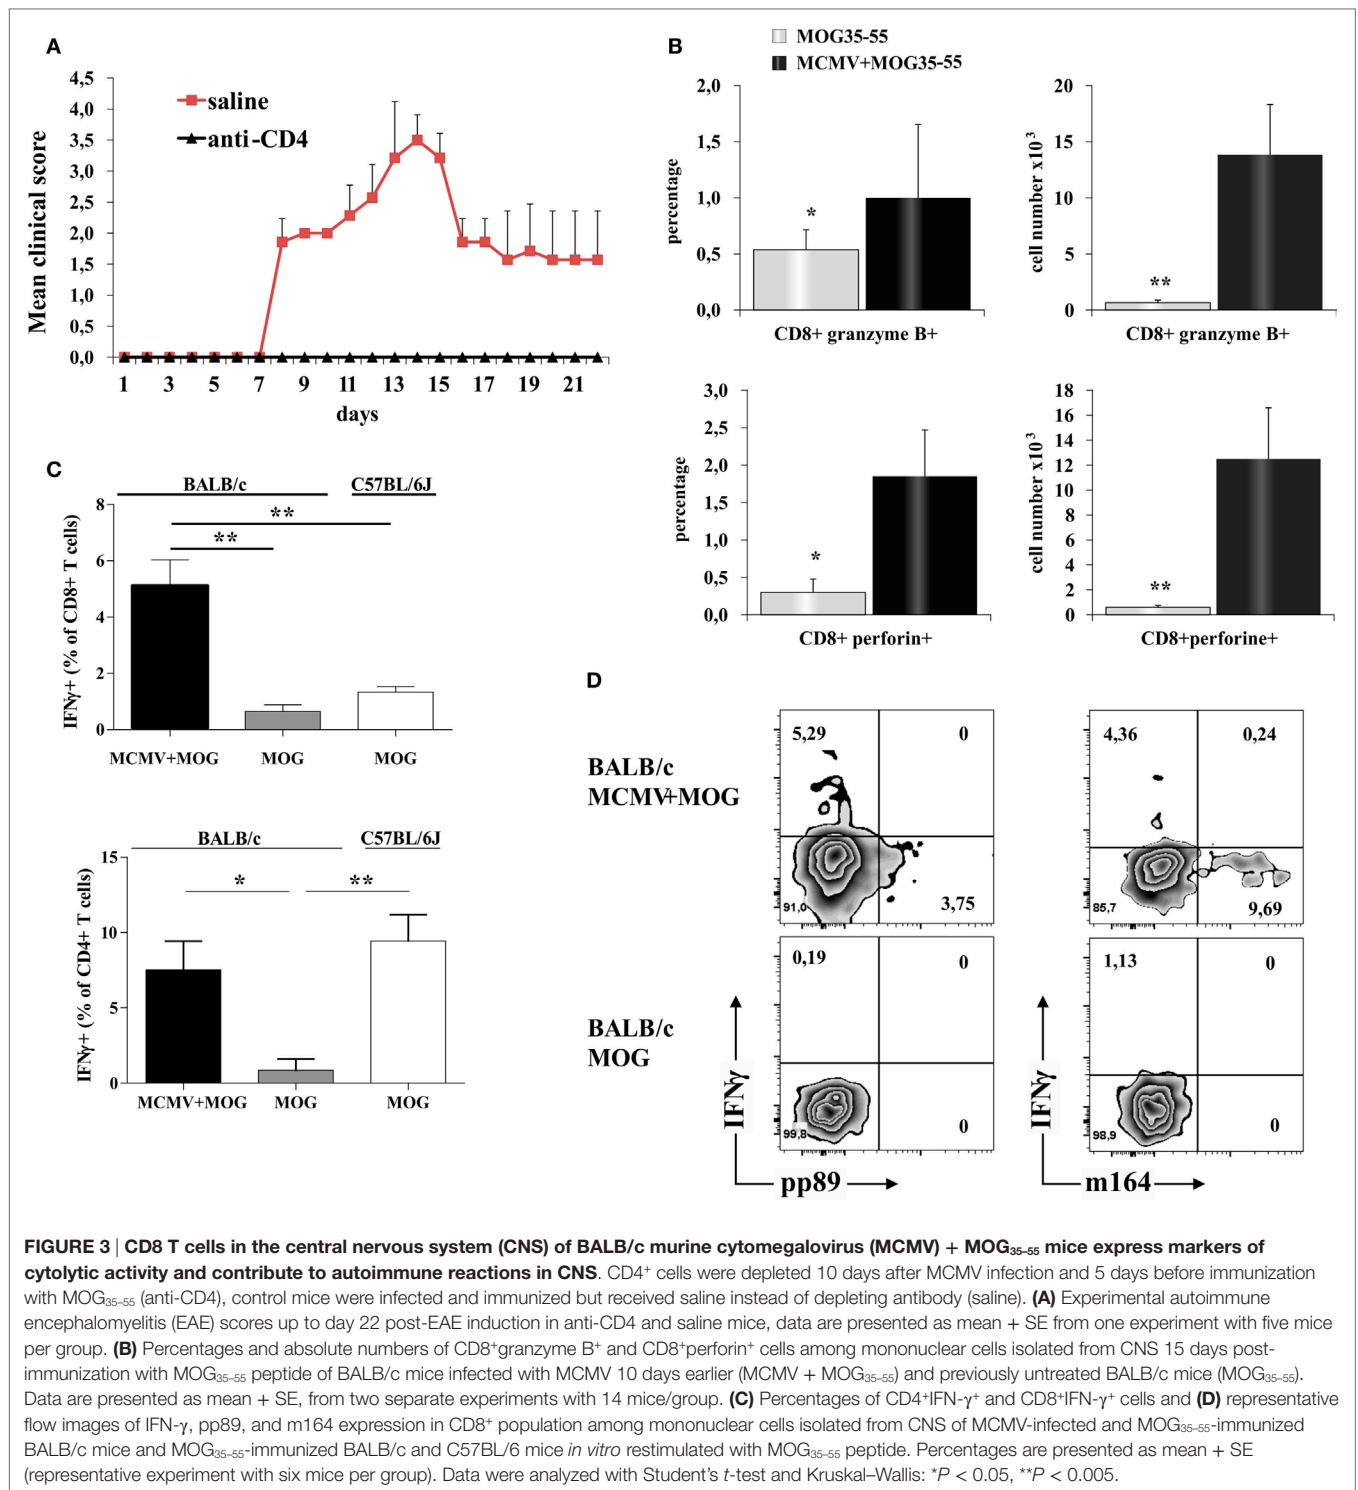 A
4,5
4,0
3,5
3,0
2,5
2,0
1,5
1,0
0,5
0,0
Mean clinical score
saline
anti-CD4
1 3 5 7 9 11 13 15 17 19 21
days
B
MOG35-55
MCMV+MOG35-55
2,0
1,5
1,0
0,5
0,0
percentage
*
CD8+ granzyme B+
20
15
10
5
0
cell number x10 3
**
CD8+ granzyme B+
3,0
2,5
2,0
1,5
1,0
0,5
0,0
percentage
*
CD8+ perforin+
18
16
14
12
10
8
6
4
2
0
cell number x10 3
**
CD8+perforine+
C
BALB/c C57BL/6J
8
6
4
2
0
IFNγ+ (% of CD8+ T cells)
**
**
MCMV+MOG MOG MOG
BALB/c C57BL/6J
15
10
5
0
IFNγ+ (% of CD4+ T cells)
* **
MCMV+MOG MOG MOG
D
BALB/c
MCMV+MOG
5,29 0
91,0 3,75
4,36 0,24
85,7 9,69
BALB/c
MOG
0,19 0
99,8 0
1,13 0
98,9 0
IFNγ
pp89
IFNγ
m164
FIGURE 3 | CD8 T cells in the central nervous system (CNS) of BALB/c murine cytomegalovirus (MCMV) + MOG35–55 mice express markers of
cytolytic activity and contribute to autoimmune reactions in CNS. CD4+ cells were depleted 10 days after MCMV infection and 5 days before immunization
with MOG35–55 (anti-CD4), control mice were infected and immunized but received saline instead of depleting antibody (saline). (A) Experimental autoimmune
encephalomyelitis (EAE) scores up to day 22 post-EAE induction in anti-CD4 and saline mice, data are presented as mean + SE from one experiment with five mice
per group. (B) Percentages and absolute numbers of CD8+granzyme B+ and CD8+perforin+ cells among mononuclear cells isolated from CNS 15 days post-
immunization with MOG35–55 peptide of BALB/c mice infected with MCMV 10 days earlier (MCMV + MOG35–55) and previously untreated BALB/c mice (MOG35–55).
Data are presented as mean + SE, from two separate experiments with 14 mice/group. (C) Percentages of CD4+IFN-γ+ and CD8+IFN-γ+ cells and (D) representative
flow images of IFN-γ, pp89, and m164 expression in CD8+ population among mononuclear cells isolated from CNS of MCMV-infected and MOG35–55-immunized
BALB/c mice and MOG35–55-immunized BALB/c and C57BL/6 mice in vitro restimulated with MOG35–55 peptide. Percentages are presented as mean + SE
(representative experiment with six mice per group). Data were analyzed with Student's t-test and Kruskal–Wallis: *P < 0.05, **P < 0.005.